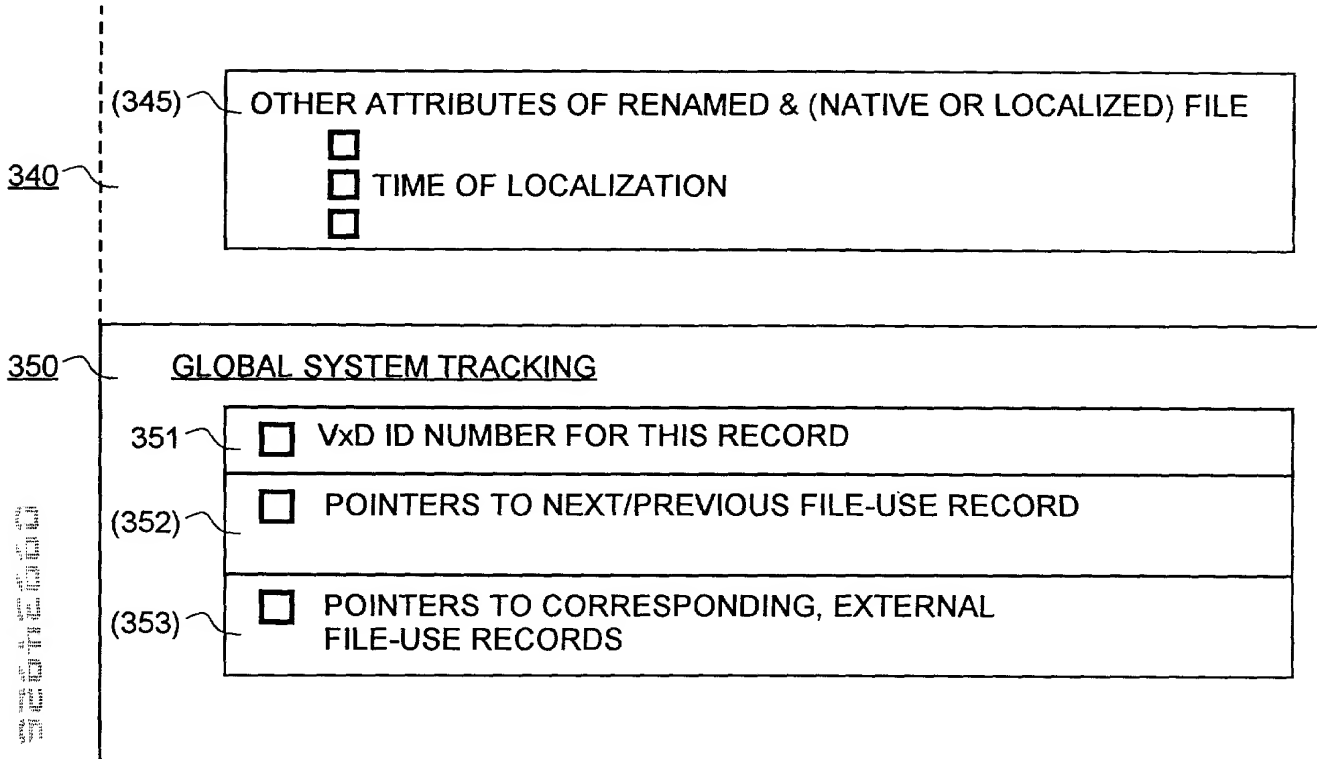 (345) OTHER ATTRIBUTES OF RENAMED & (NATIVE OR LOCALIZED) FILE
340 TIME OF LOCALIZATION
350 GLOBAL SYSTEM TRACKING
351 VxD ID NUMBER FOR THIS RECORD
(352) POINTERS TO NEXT/PREVIOUS FILE-USE RECORD
(353) POINTERS TO CORRESPONDING, EXTERNAL
FILE-USE RECORDS